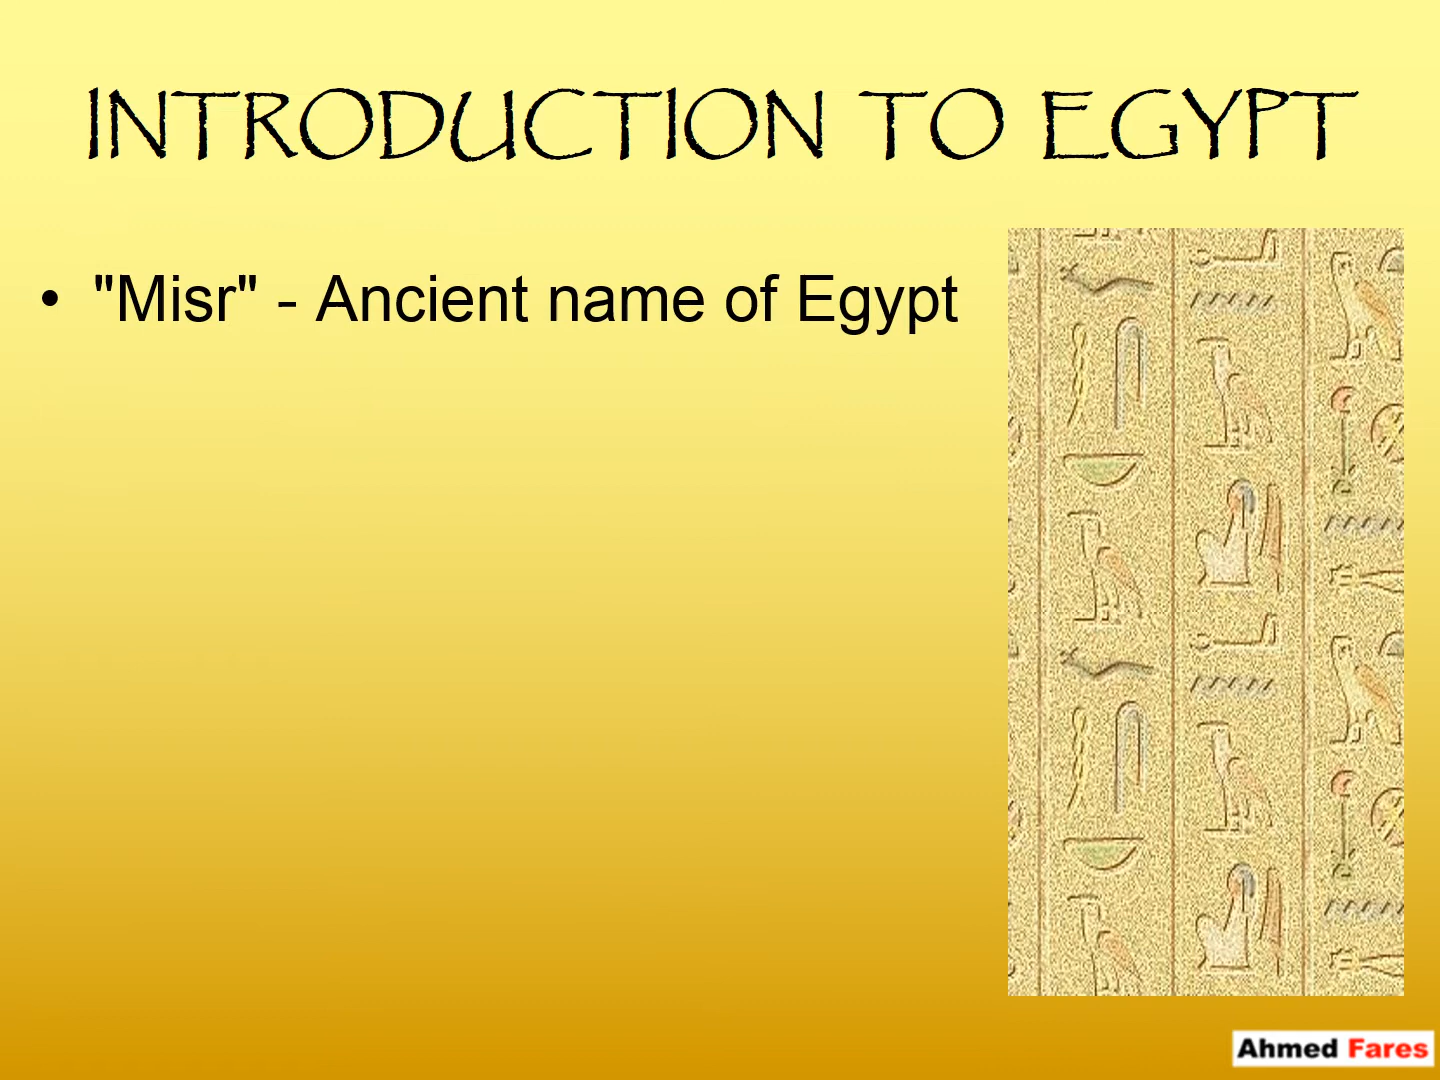 INTRODUCTION TO EGYPT
• "Misr" - Ancient name of Egypt
Ahmed Fares